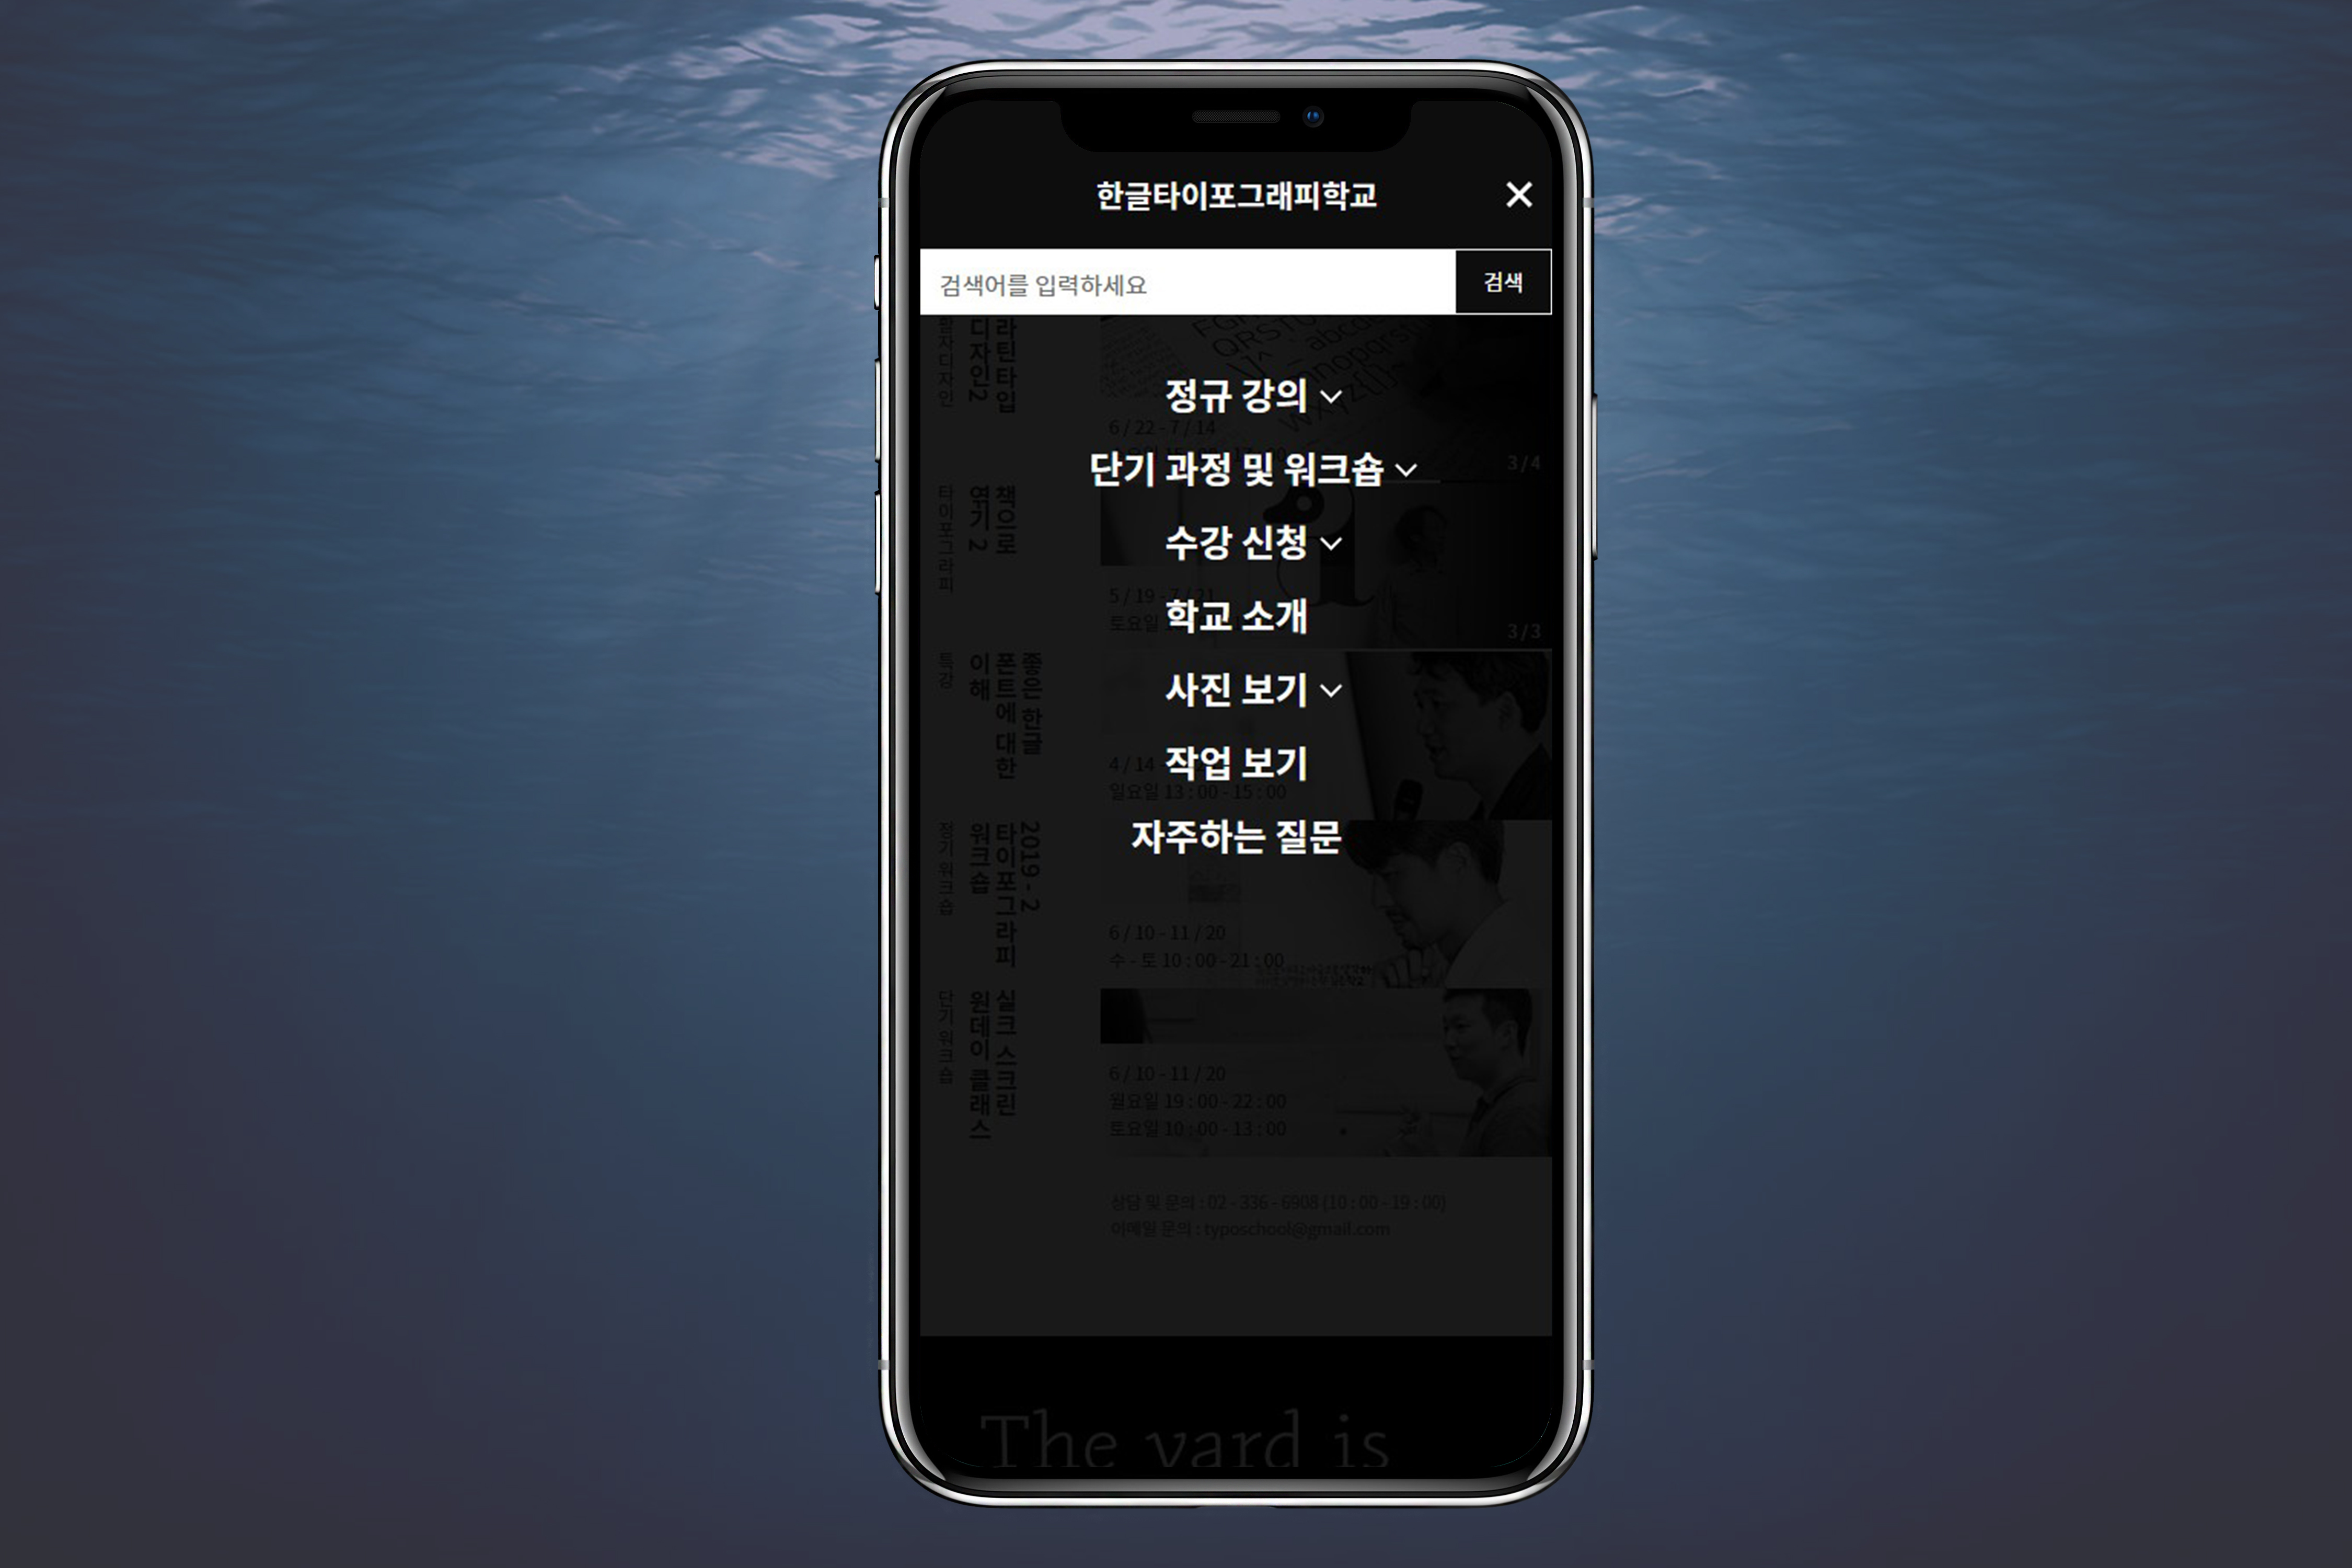 한글타이포그래피학교
검색어를 입력하세요
검색
정규 강의
단기 과정 및 워크숍
수강 신청
학교 소개
사진 보기
작업 보기
자주하는 질문
라틴타입
디자인2
글자디자인
6 / 22 - 7 / 14
3 / 4
책으로
엮기 2
타이포그라피
5 / 19 - 7 / 21
토요일
3 / 3
좋은 한글
폰트에 대한
이해
특강
4 / 14
일요일 13 : 00 - 15 : 00
2019 - 2
타이포그라피
워크숍
정기워크숍
6 / 10 - 11 / 20
수 - 토 10 : 00 - 21 : 00
실크 스크린
원데이 클래스
단기워크숍
6 / 10 - 11 / 20
월요일 19 : 00 - 22 : 00
토요일 10 : 00 - 13 : 00
상담 및 문의 : 02 - 336 - 6908 (10 : 00 - 19 : 00)
이메일 문의 : typoschool@gmail.com
The yard is